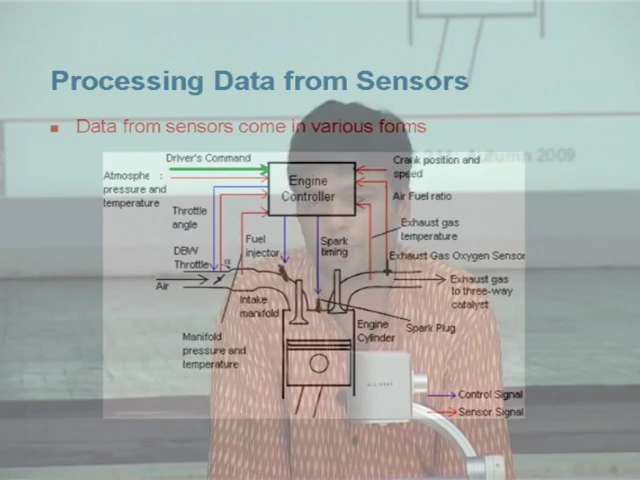 Processing Data from Sensors
Data from sensors come in various forms
Autumn 2009
Driver's Command
Atmosphe :
pressure and
temperature
Engine
Controller
Crank position and
speed
Air Fuel ratio
Throttle
angle
Exhaust gas
temperature
DBW
Throttle
α
Fuel
injector
Spark
timing
Exhaust Gas Oxygen Sensor
Air
Exhaust gas
to three-way
catalyst
Intake
manifold
Engine
Cylinder
Spark Plug
Manifold
pressure and
temperature
Control Signal
Sensor Signal